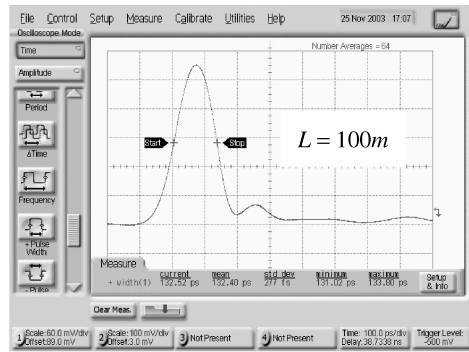 File Control Setup Measure Calibrate Utilities Help 25 Nov 2003 17:07
Oscilloscope Mode
Time
Number Averages = 64
Amplitude
Period
ΔTime
Start
Stop
L = 100m
Frequency
+ Pulse
Width
- Pulse
Measure
current mean std dev minimum maximum
+ width(1) 132.52 ps 132.40 ps 277 fs 131.02 ps 133.80 ps
Setup
& Info
Clear Meas.
1 Scale:60.0 mV/div
Offset:89.0 mV
2 Scale: 100 mV/div
Offset:3.0 mV
3 Not Present
4 Not Present
Time: 100.0 ps/div
Delay:38.7338 ns
Trigger Level:
-500 mV